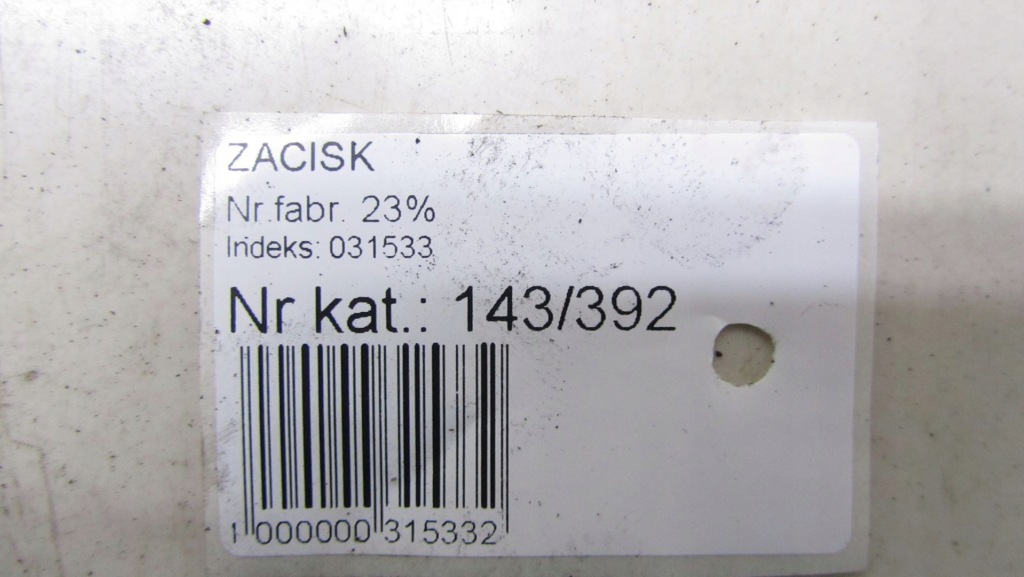 ZACISK
Nr.fabr. 23%
Indeks: 031533
Nr kat.: 143/392
1 000000 315332